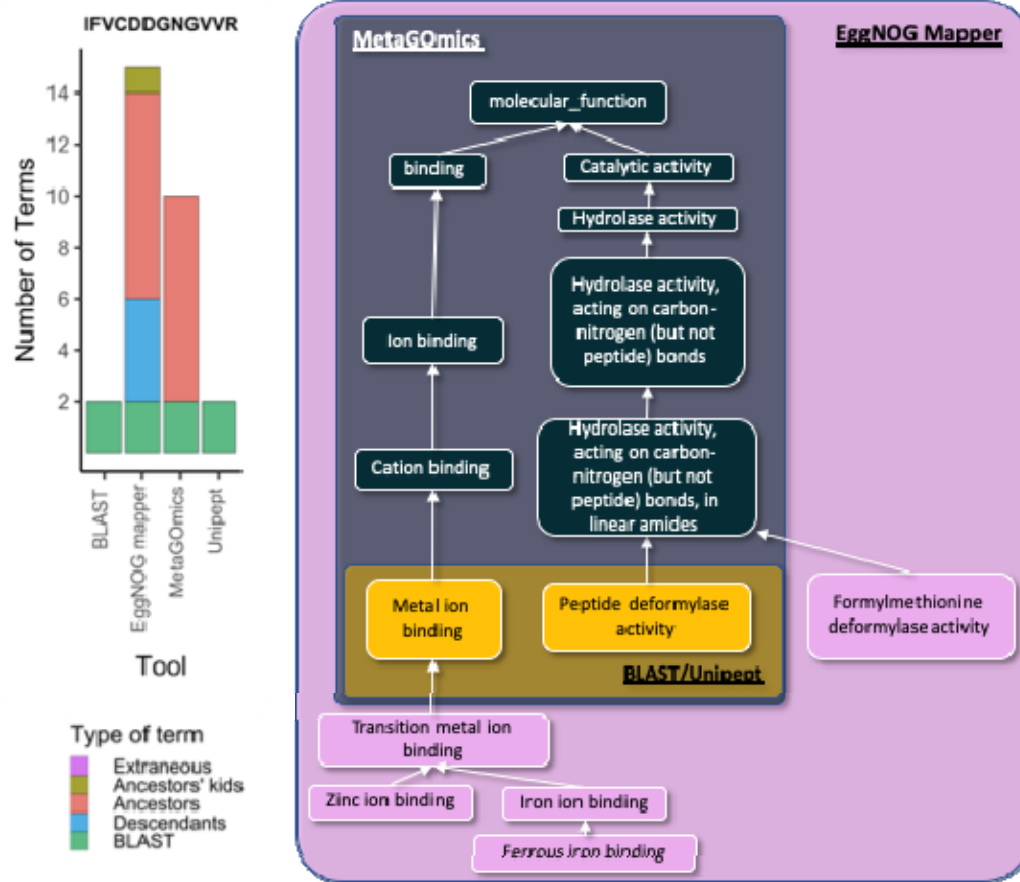 IFVCDDGNGVVR
Number of Terms
14
12
10
8
6
4
2
BLAST
EggNOG mapper
MetaGOmics
Unipept
Tool
Type of term
Extraneous
Ancestors' kids
Ancestors
Descendants
BLAST
MetaGOmics
EggNOG Mapper
molecular_function
binding
Catalytic activity
Hydrolase activity
Hydrolase activity,
acting on carbon-
nitrogen (but not
peptide) bonds
Ion binding
Hydrolase activity,
acting on carbon-
nitrogen (but not
peptide) bonds, in
linear amides
Cation binding
Metal ion
binding
Peptide deformylase
activity
Formylmethionine
deformylase activity
BLAST/Unipept
Transition metal ion
binding
Zinc ion binding
Iron ion binding
Ferrous iron binding